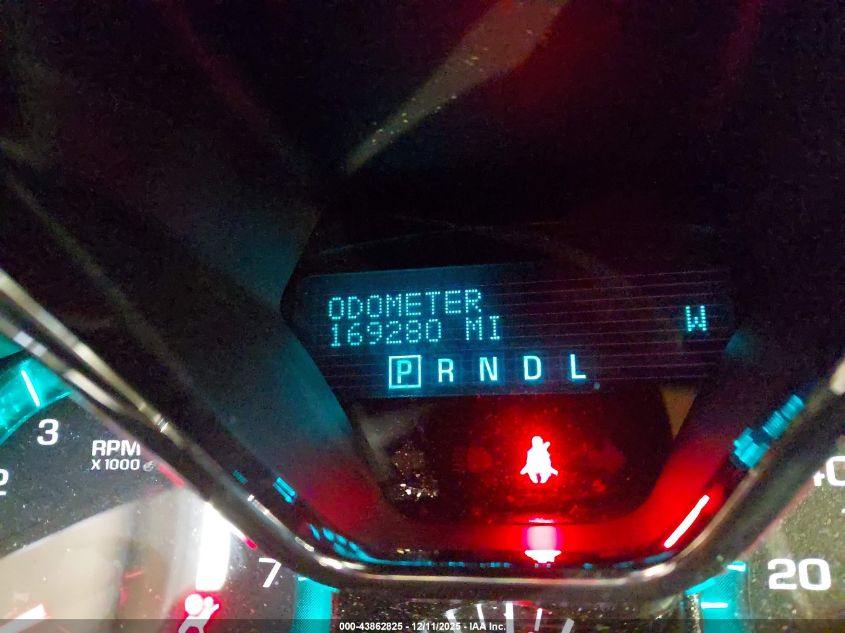 ODOMETER
169280 MI
W
P R N D L
3
RPM
X1000
2
40
7
20
000-43862825 - 12/11/2025 - IAA Inc.